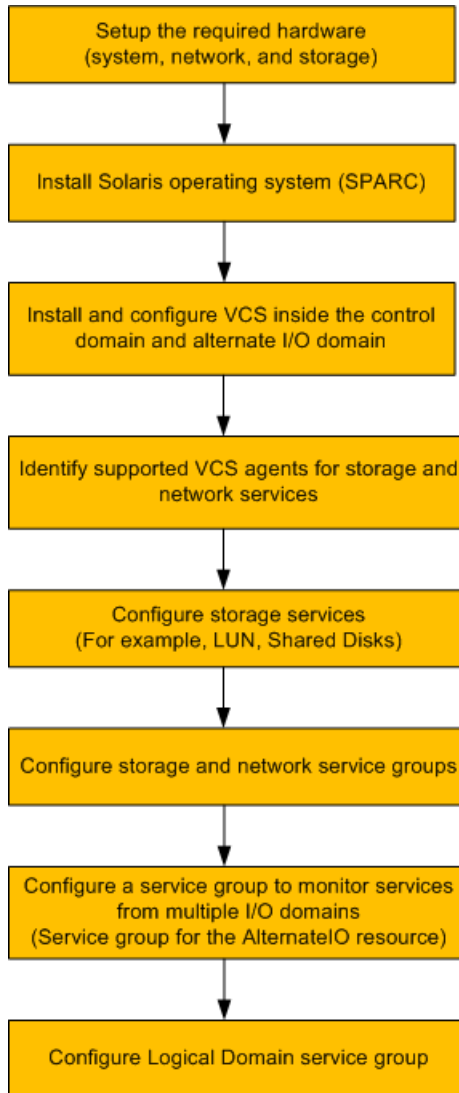 Setup the required hardware
(system, network, and storage)
Install Solaris operating system (SPARC)
Install and configure VCS inside the control
domain and alternate I/O domain
Identify supported VCS agents for storage and
network services
Configure storage services
(For example, LUN, Shared Disks)
Configure storage and network service groups
Configure a service group to monitor services
from multiple I/O domains
(Service group for the AlternateIO resource)
Configure Logical Domain service group